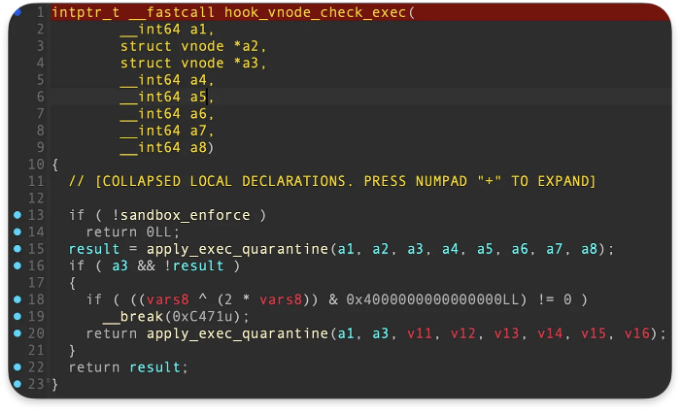 1 intptr_t __fastcall hook_vnode_check_exec(
2 __int64 a1,
3 struct vnode *a2,
4 struct vnode *a3,
5 __int64 a4,
6 __int64 a5,
7 __int64 a6,
8 __int64 a7,
9 __int64 a8)
10 {
11 // [COLLAPSED LOCAL DECLARATIONS. PRESS NUMPAD "+" TO EXPAND]
12
13 if ( !sandbox_enforce )
14 return 0LL;
15 result = apply_exec_quarantine(a1, a2, a3, a4, a5, a6, a7, a8);
16 if ( a3 && !result )
17 {
18 if ( ((vars8 ^ (2 * vars8)) & 0x4000000000000000LL) != 0 )
19 __break(0xC471u);
20 return apply_exec_quarantine(a1, a3, v11, v12, v13, v14, v15, v16);
21 }
22 return result;
23 }